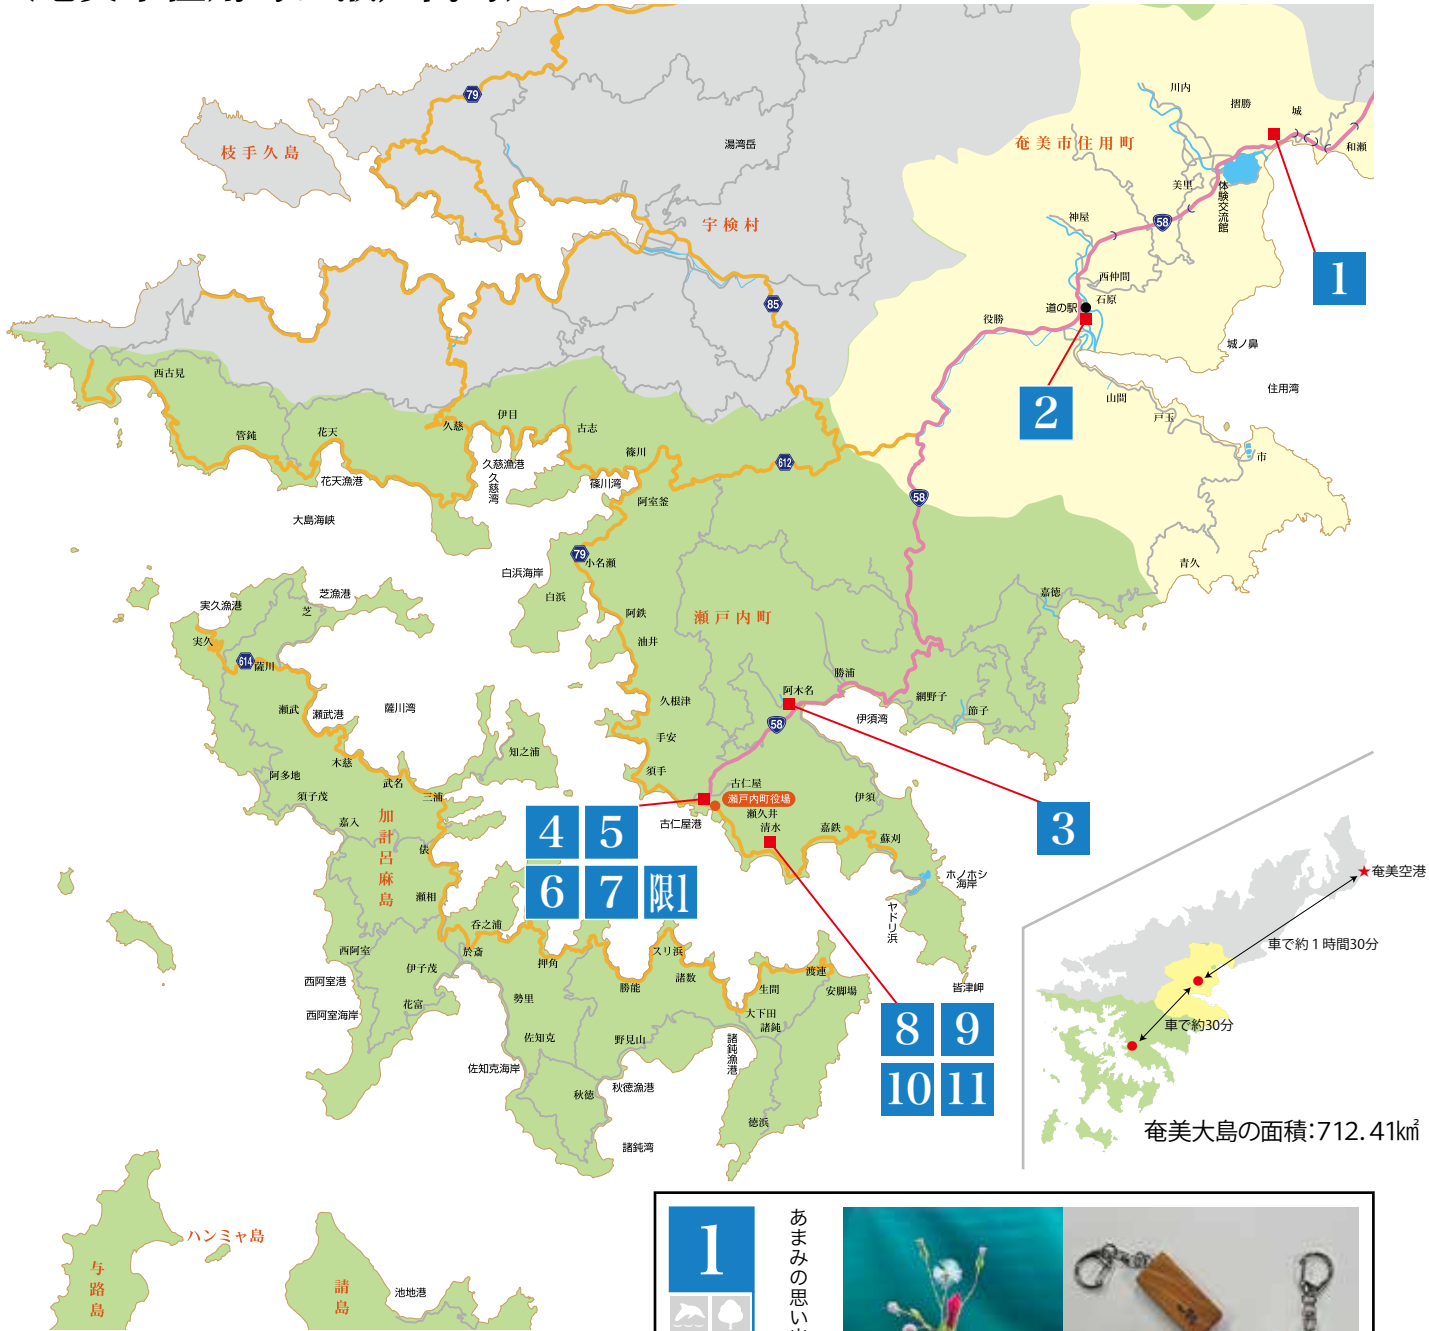 79
枝手久島
湯湾岳
宇検村
奄美市住用町
川内
摺勝
城
和瀬
美里
体験交流館
神屋
58
1
西仲間
石原
道の駅
役勝
85
城ノ鼻
住用湾
2
山間
戸玉
市
西古見
管鈍
花天
久慈
伊目
古志
篠川
612
花天漁港
久慈漁港
久慈湾
篠川湾
阿室釜
58
大島海峡
79
小名瀬
白浜海岸
白浜
青久
嘉徳
芝漁港
実久漁港
芝
実久
614
薩川
阿鉄
油井
瀬戸内町
勝浦
阿木名
網野子
節子
伊須湾
58
瀬武
瀬武港
薩川湾
久根津
手安
知之浦
木慈
阿多地
須子茂
武名
三浦
須手
古仁屋
瀬戸内町役場
瀬久井
清水
古仁屋港
伊須
嘉鉄
蘇刈
3
4
5
6
7
限1
嘉入
加計呂麻島
俵
瀬相
ホノホシ
海岸
ヤドリ浜
皆津岬
呑之浦
西阿室
於斎
押角
スリ浜
諸数
勝能
渡連
生間
安脚場
西阿室港
伊子茂
西阿室海岸
花富
勢里
大下田
諸鈍
佐知克
野見山
諸鈍漁港
佐知克海岸
秋徳
秋徳漁港
徳浜
諸鈍湾
8
9
10
11
奄美空港
車で約1時間30分
車で約30分
奄美大島の面積:712.41㎢
ハンミャ島
与路島
請島
池地港
1
あまみの思い